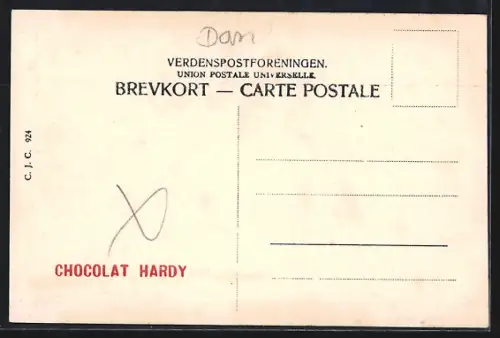 Dan
VERDENSPOSTFORENINGEN.
UNION POSTALE UNIVERSELLE.
BREVKORT — CARTE POSTALE
C. J. C. 924
CHOCOLAT HARDY